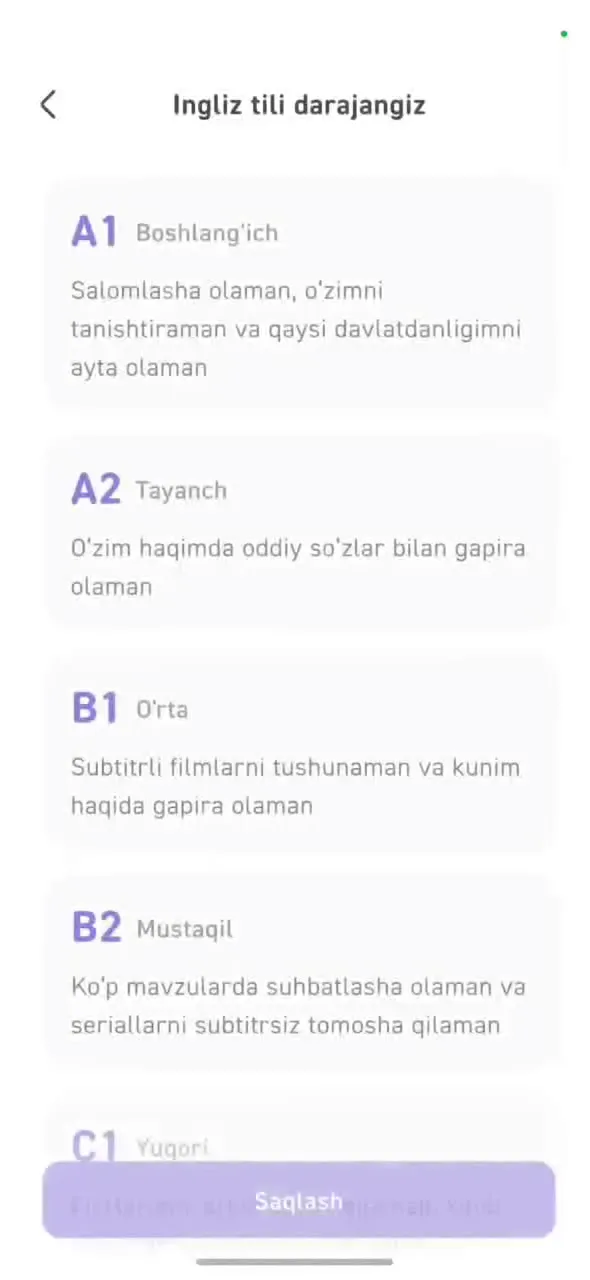 Ingliz tili darajangiz
A1 Boshlang'ich
Salomlasha olaman, o'zimni
tanishtiraman va qaysi davlatdanligimni
ayta olaman
A2 Tayanch
O'zim haqimda oddiy so'zlar bilan gapira
olaman
B1 O'rta
Subtitrli filmlarni tushunaman va kunim
haqida gapira olaman
B2 Mustaqil
Ko'p mavzularda suhbatlasha olaman va
seriallarni subtitrsiz tomosha qilaman
C1 Yuqori
Saqlash